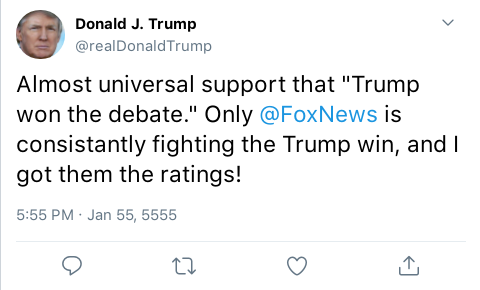 Donald J. Trump
@realDonaldTrump
Almost universal support that "Trump
won the debate." Only @FoxNews is
consistantly fighting the Trump win, and I
got them the ratings!
5:55 PM · Jan 55, 5555